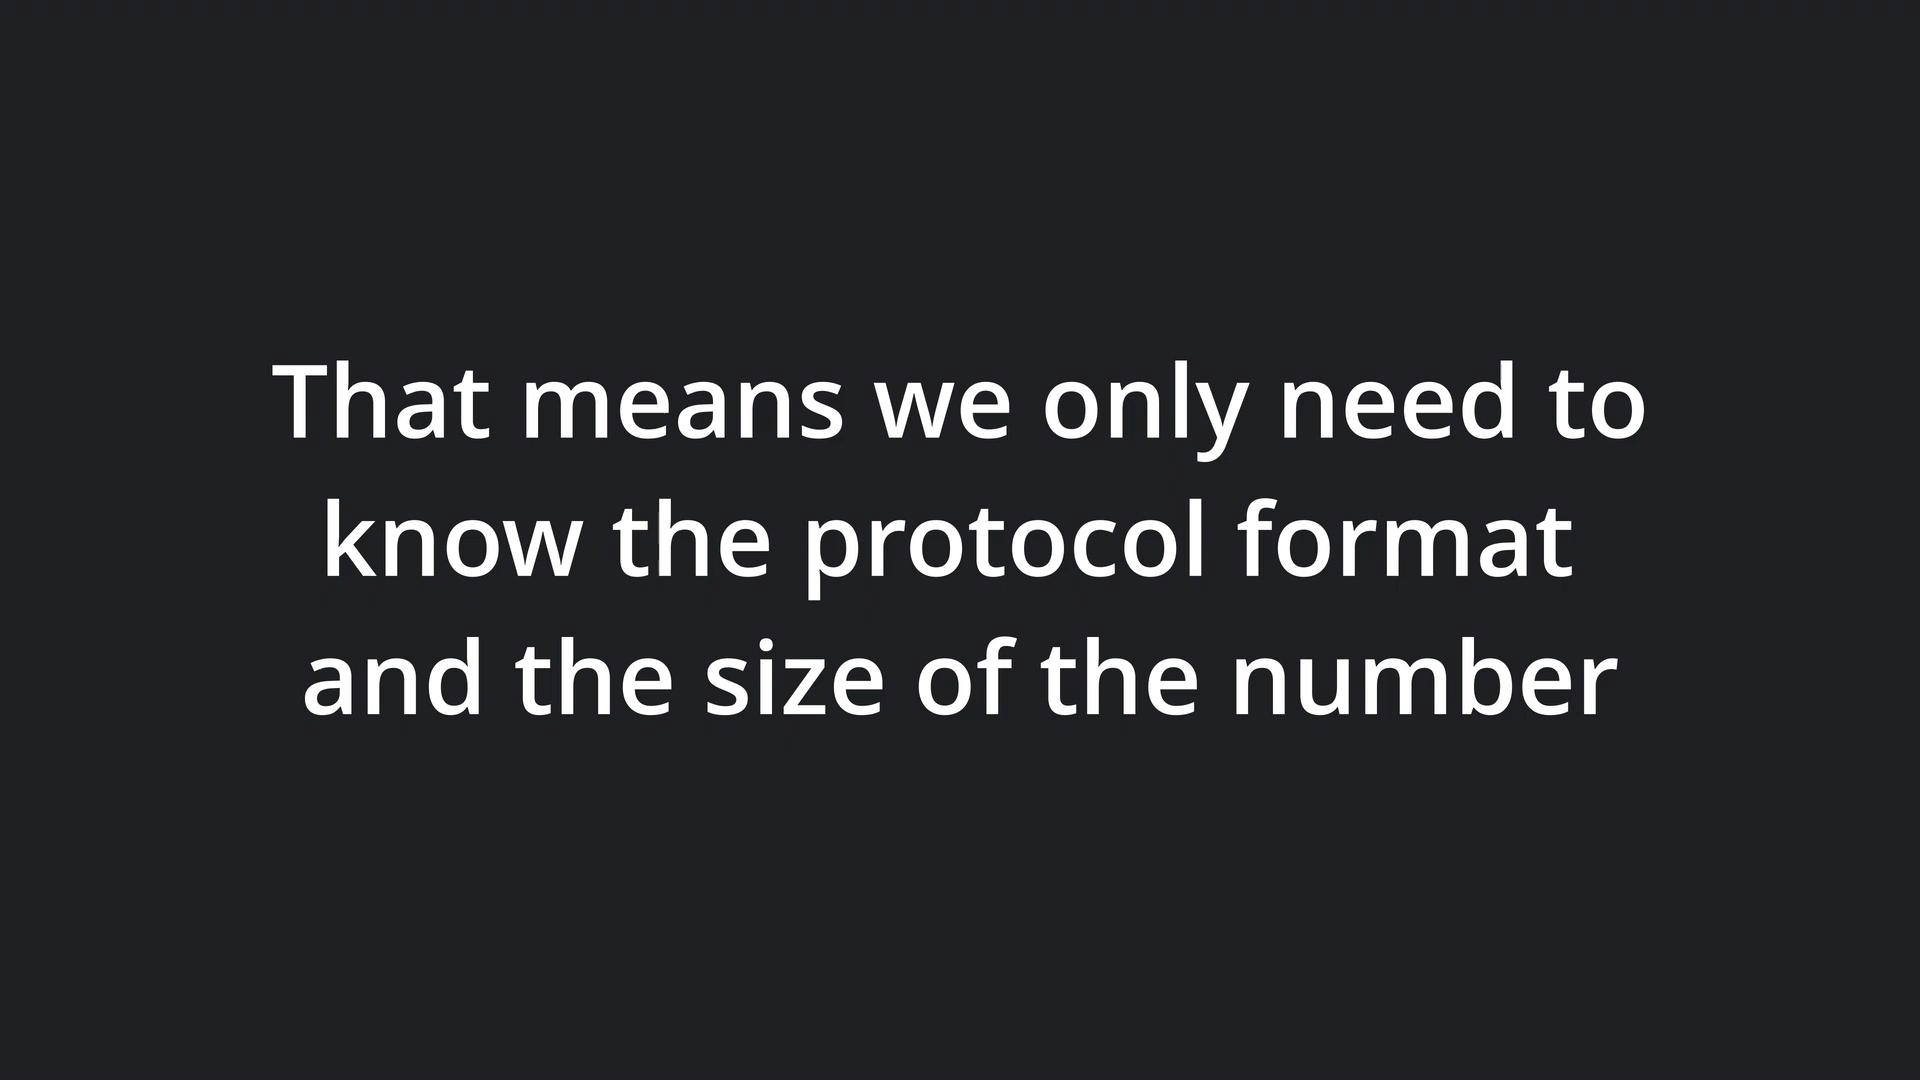 That means we only need to
know the protocol format
and the size of the number